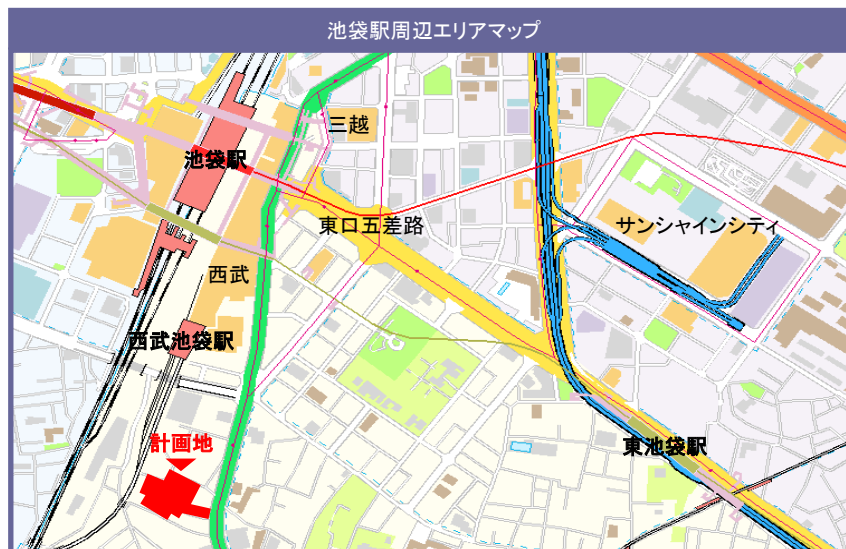 池袋駅周辺エリアマップ
三越
池袋駅
東口五差路
サンシャインシティ
西武
西武池袋駅
計画地
東池袋駅